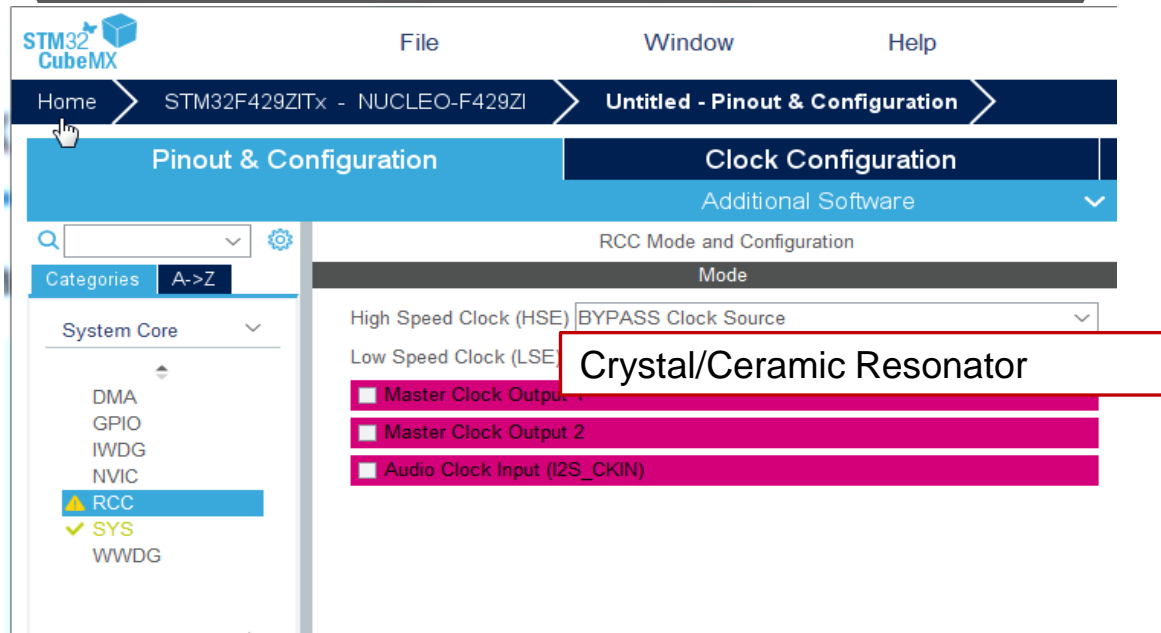 STM32
CubeMX
File
Window
Help
Home
STM32F429ZITx - NUCLEO-F429ZI
Untitled - Pinout & Configuration
Pinout & Configuration
Clock Configuration
Additional Software
RCC Mode and Configuration
Categories
A->Z
Mode
System Core
High Speed Clock (HSE)
BYPASS Clock Source
Low Speed Clock (LSE)
Crystal/Ceramic Resonator
DMA
GPIO
IWDG
NVIC
RCC
SYS
WWDG
Master Clock Output 1
Master Clock Output 2
Audio Clock Input (I2S_CKIN)